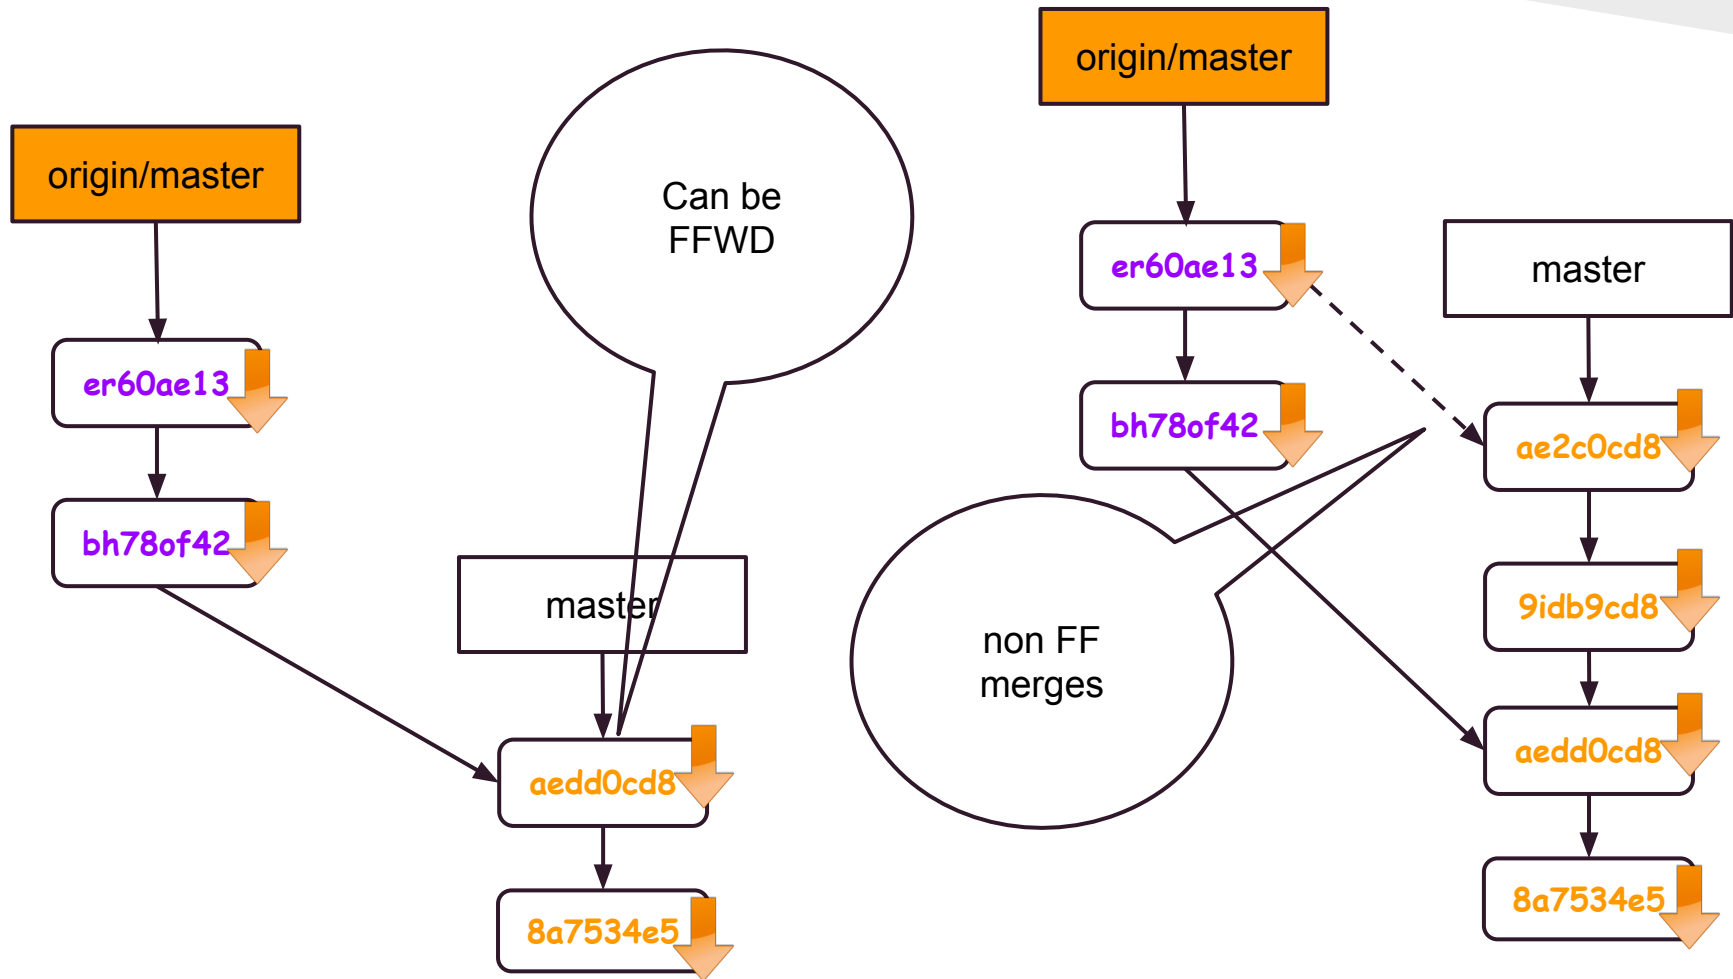 origin/master
er60ae13
bh78of42
Can be
FFWD
master
aedd0cd8
8a7534e5
origin/master
er60ae13
bh78of42
non FF
merges
master
ae2c0cd8
9idb9cd8
aedd0cd8
8a7534e5